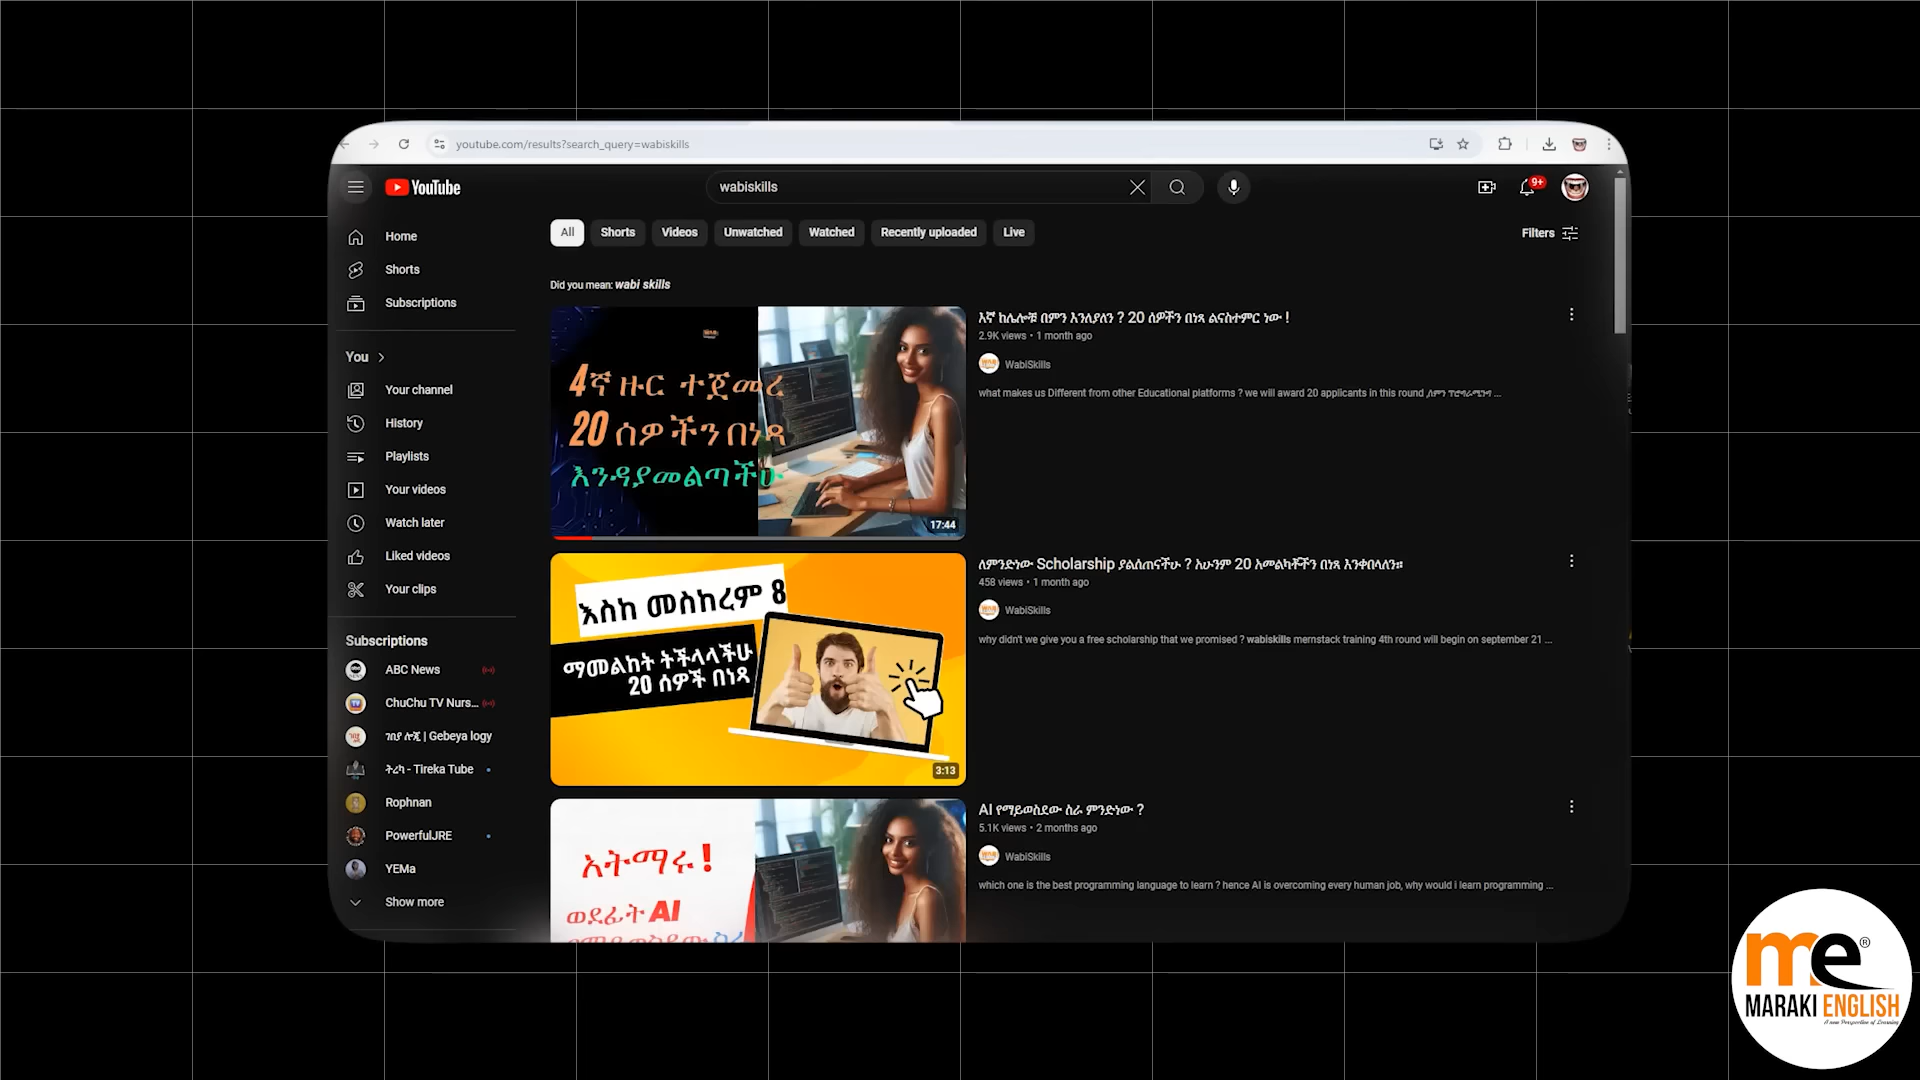 youtube.com/results?search_query=wabiskills
YouTube
wabiskills
9+
Home
Shorts
Subscriptions
You
Your channel
History
Playlists
Your videos
Watch later
Liked videos
Your clips
Subscriptions
ABC News
ChuChu TV Nurs...
ገበያ ሎጂ | Gebeya logy
ትረካ - Tireka Tube
Rophnan
PowerfulJRE
YEMa
Show more
All
Shorts
Videos
Unwatched
Watched
Recently uploaded
Live
Filters
Did you mean: wabi skills
4ኛ ዙር ተጀመረ
20 ሰዎችን በነጻ
እንዳያመልጣችሁ
17:44
እኛ ከሌሎቹ በምን እንለያለን ? 20 ሰዎችን በነጻ ልናስተምር ነው !
2.9K views • 1 month ago
WabiSkills
what makes us Different from other Educational platforms ? we will award 20 applicants in this round ,ለምን ፕሮግራሚንግ ...
እስከ መስከረም 8
ማመልከት ትችላላችሁ
20 ሰዎች በነጻ
3:13
ለምንድነው Scholarship ያልሰጠናችሁ ? አሁንም 20 አመልካቾችን በነጻ እንቀበላለን።
458 views • 1 month ago
WabiSkills
why didn't we give you a free scholarship that we promised ? wabiskills mernstack training 4th round will begin on september 21 ...
አትማሩ !
ወደፊት AI
AI የማይወስደው ስራ ምንድነው ?
5.1K views • 2 months ago
WabiSkills
which one is the best programming language to learn ? hence AI is overcoming every human job, why would i learn programming ...
me®
MARAKI ENGLISH
A new Perspective of Learning